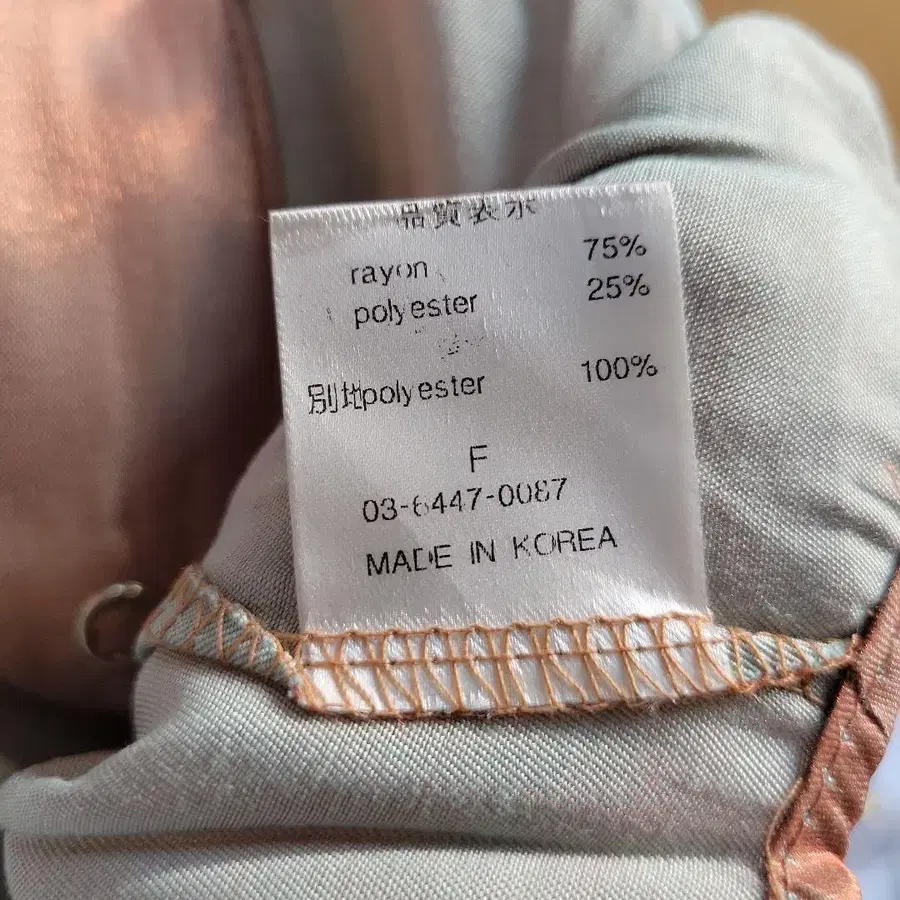 品質表示
rayon 75%
polyester 25%
別地polyester 100%
F
03-6447-0087
MADE IN KOREA